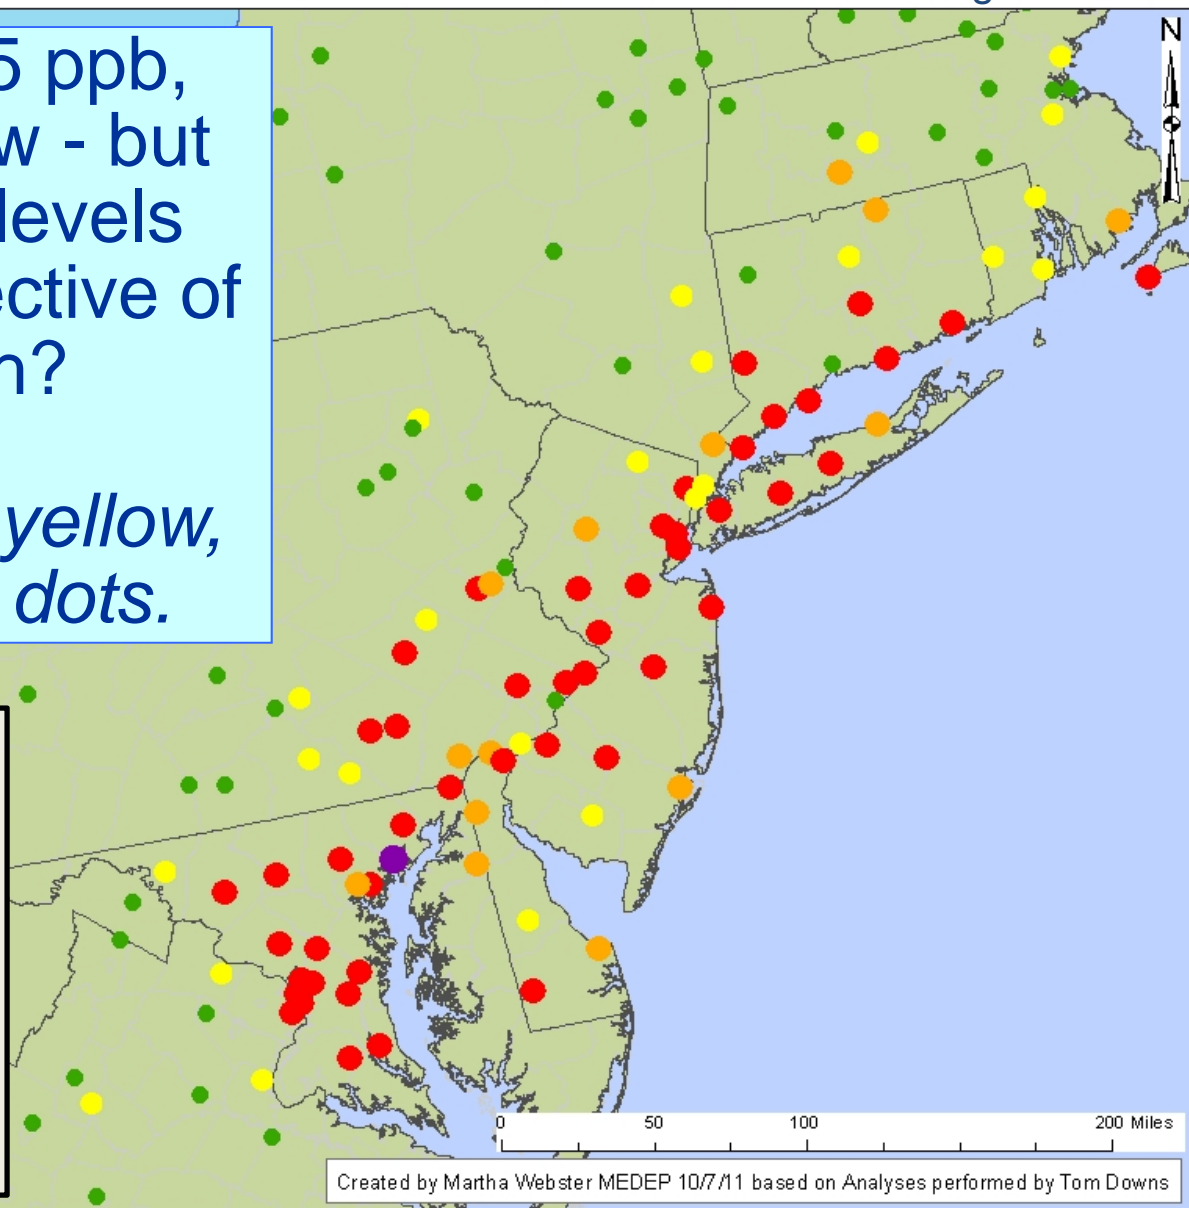 5 ppb,
w - but
levels
ective of
n?
yellow,
dots.
N
0 50 100 200 Miles
Created by Martha Webster MEDEP 10/7/11 based on Analyses performed by Tom Downs